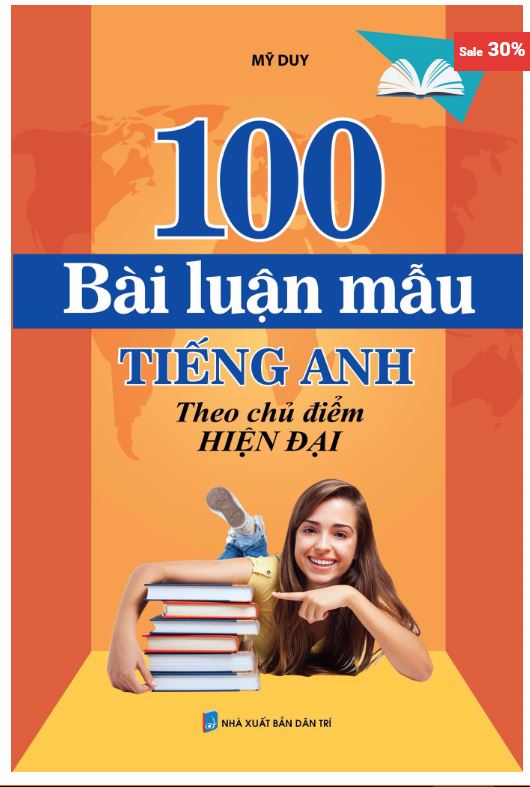 MỸ DUY
Sale 30%
100
Bài luận mẫu
TIẾNG ANH
Theo chủ điểm
HIỆN ĐẠI
NHÀ XUẤT BẢN DÂN TRÍ